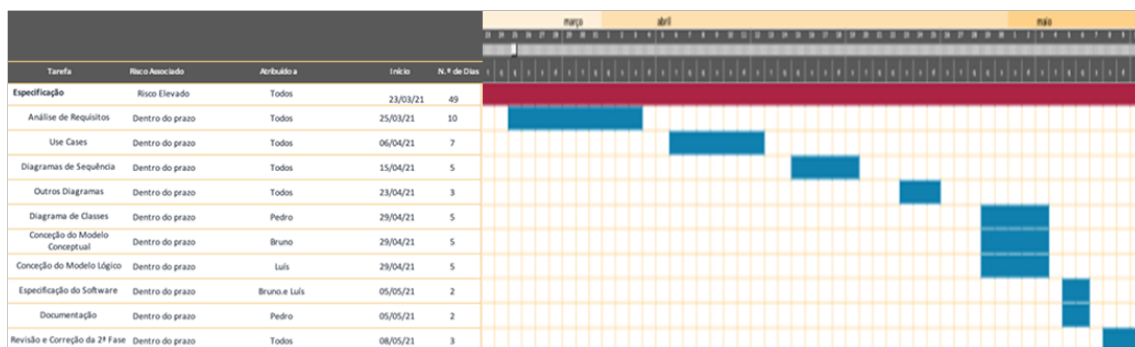 março abril maio
Tarefa Risco Associado Atribuído a Início N.º de Dias
Especificação Risco Elevado Todos 23/03/21 49
Análise de Requisitos Dentro do prazo Todos 25/03/21 10
Use Cases Dentro do prazo Todos 06/04/21 7
Diagramas de Sequência Dentro do prazo Todos 15/04/21 5
Outros Diagramas Dentro do prazo Todos 23/04/21 3
Diagrama de Classes Dentro do prazo Pedro 29/04/21 5
Conceção do Modelo
Conceptual Dentro do prazo Bruno 29/04/21 5
Conceção do Modelo Lógico Dentro do prazo Luís 29/04/21 5
Especificação do Software Dentro do prazo Bruno.e Luís 05/05/21 2
Documentação Dentro do prazo Pedro 05/05/21 2
Revisão e Correção da 2ª Fase Dentro do prazo Todos 08/05/21 3